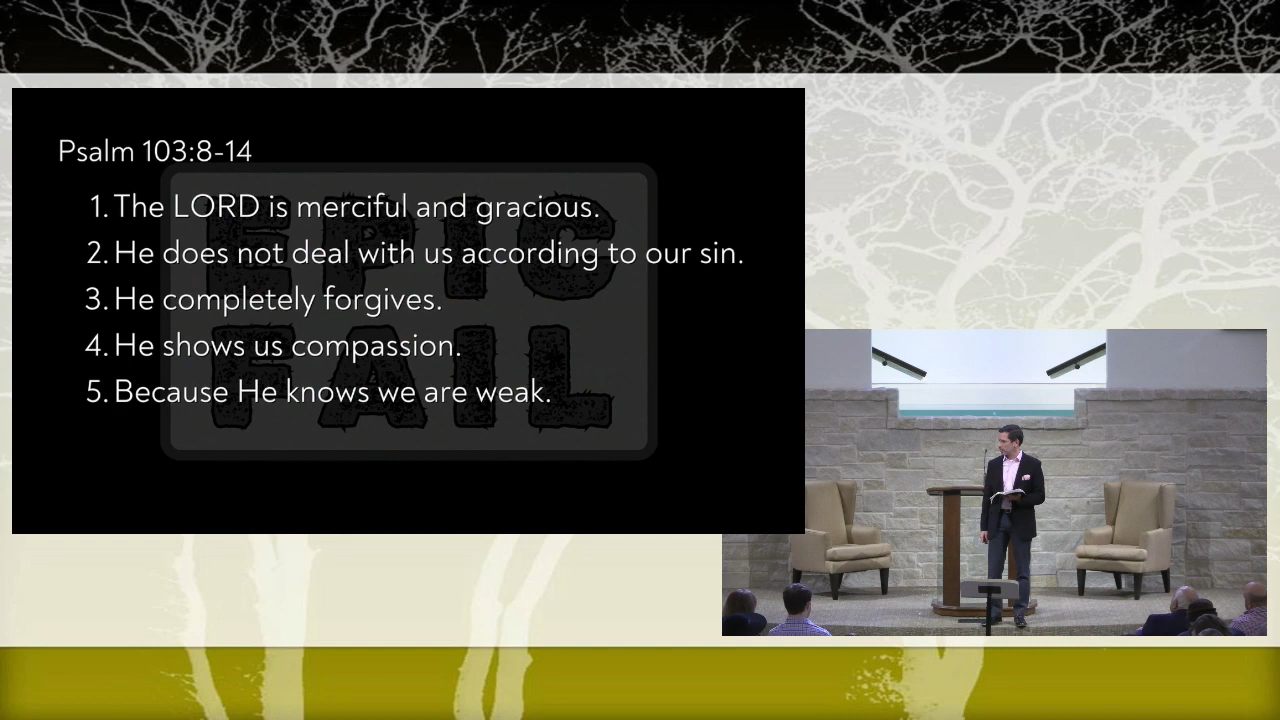 Psalm 103:8-14
1. The LORD is merciful and gracious.
2. He does not deal with us according to our sin.
3. He completely forgives.
4. He shows us compassion.
5. Because He knows we are weak.
EPIC
FAIL